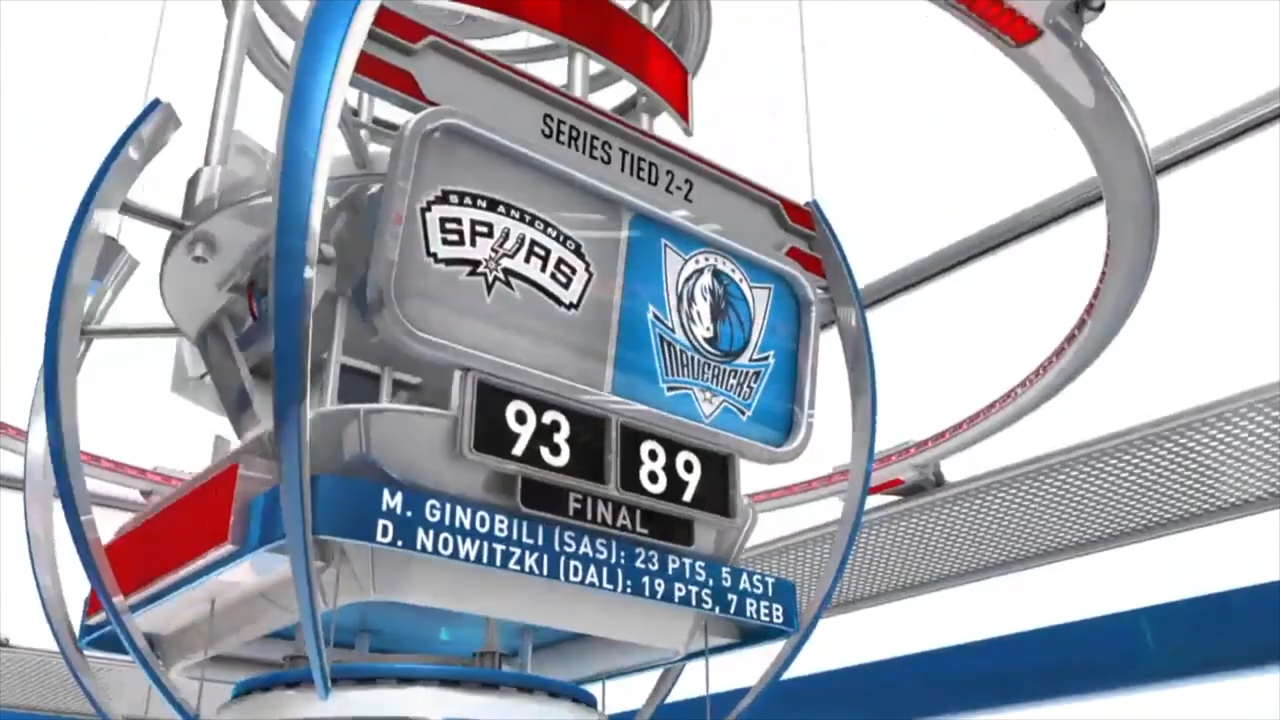 SERIES TIED 2-2
SAN ANTONIO
SPURS
DALLAS
MAVERICKS
93
89
FINAL
M. GINOBILI (SAS): 23 PTS, 5 AST
D. NOWITZKI (DAL): 19 PTS, 7 REB